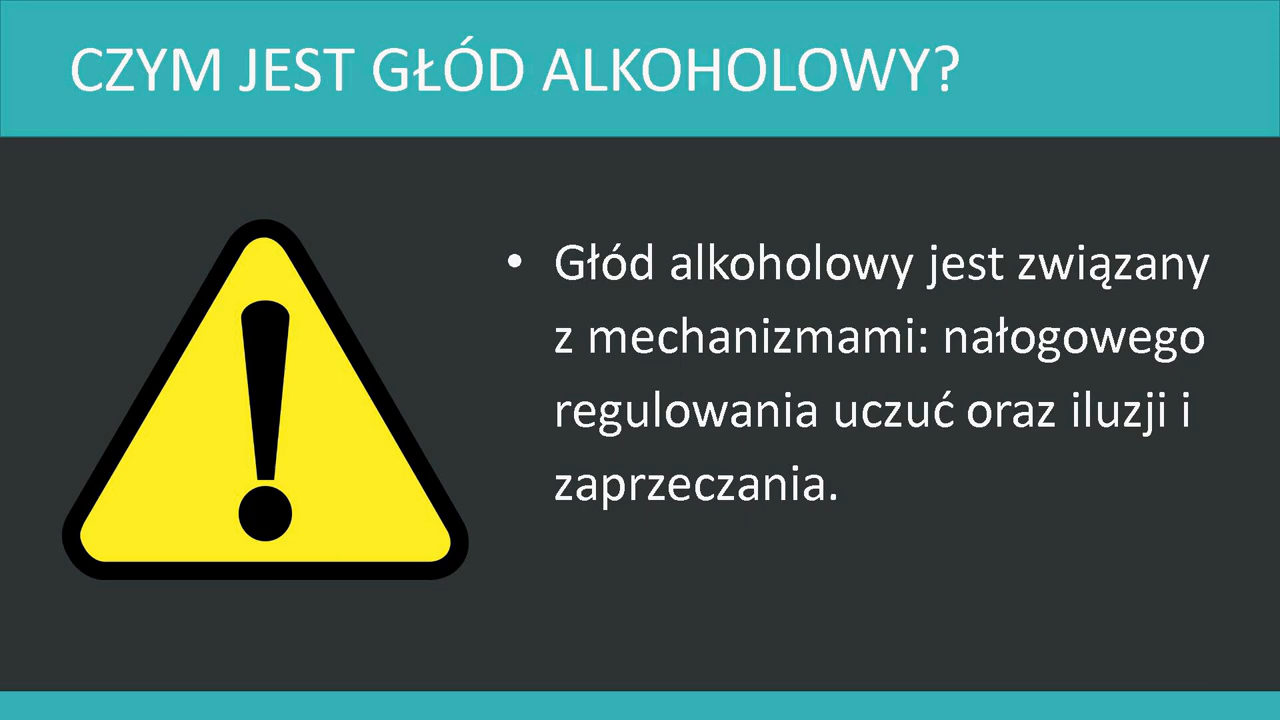 CZYM JEST GŁÓD ALKOHOLOWY?
• Głód alkoholowy jest związany
z mechanizmami: nałogowego
regulowania uczuć oraz iluzji i
zaprzeczania.